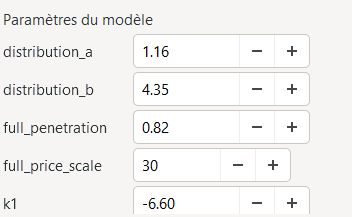 Paramètres du modèle
distribution_a 1.16 − +
distribution_b 4.35 − +
full_penetration 0.82 − +
full_price_scale 30 − +
k1 -6.60 − +